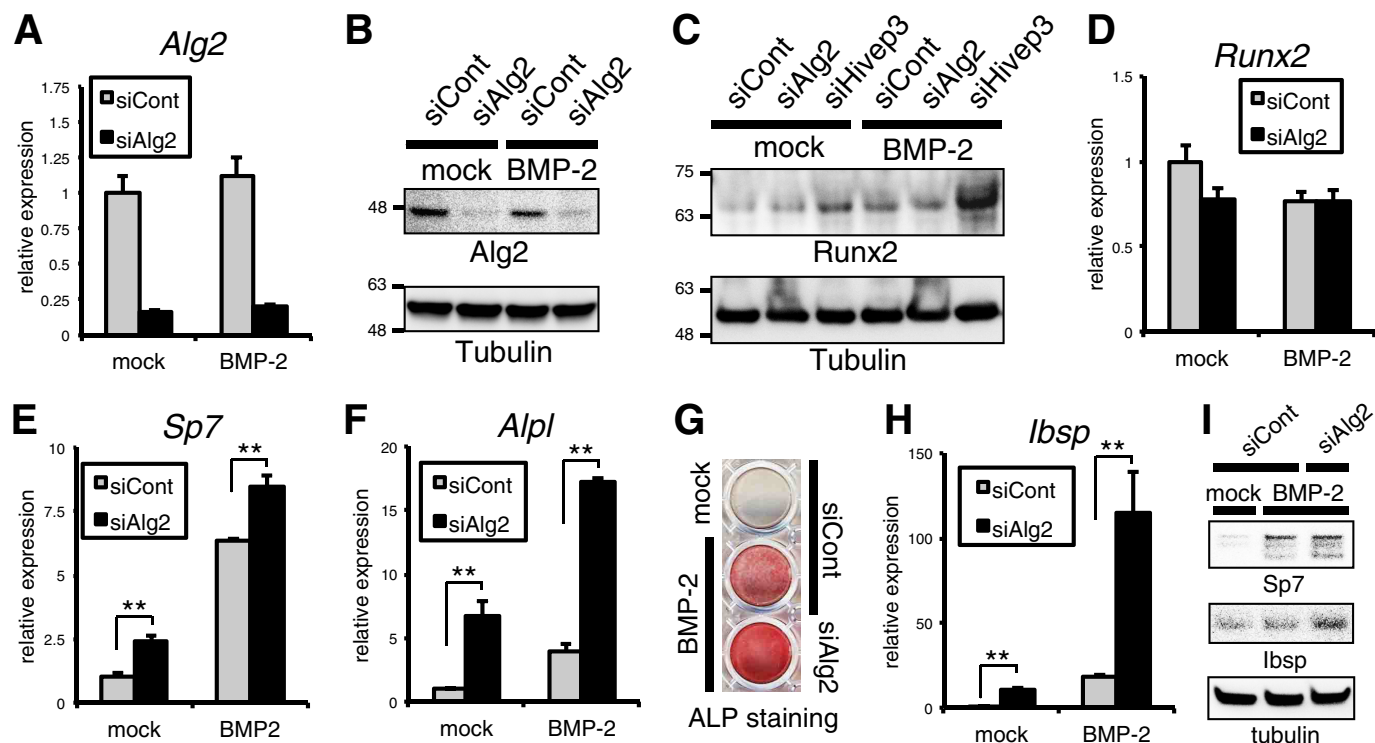 A
Alg2
relative expression
1.75
1.5
1.25
1
0.75
0.5
0.25
0
siCont
siAlg2
mock
BMP-2
B
siCont
siAlg2
siCont
siAlg2
mock
BMP-2
48
Alg2
63
48
Tubulin
C
siCont
siAlg2
siHivep3
siCont
siAlg2
siHivep3
mock
BMP-2
75
63
Runx2
63
48
Tubulin
D
Runx2
relative expression
1.5
1
0.5
0
siCont
siAlg2
mock
BMP-2
E
Sp7
relative expression
10
7.5
5
2.5
0
siCont
siAlg2
**
**
mock
BMP2
F
Alpl
relative expression
20
15
10
5
0
siCont
siAlg2
**
**
mock
BMP-2
G
mock
BMP-2
siCont
siAlg2
ALP staining
H
Ibsp
relative expression
150
100
50
0
siCont
siAlg2
**
**
mock
BMP-2
I
siCont
siAlg2
mock
BMP-2
Sp7
Ibsp
tubulin